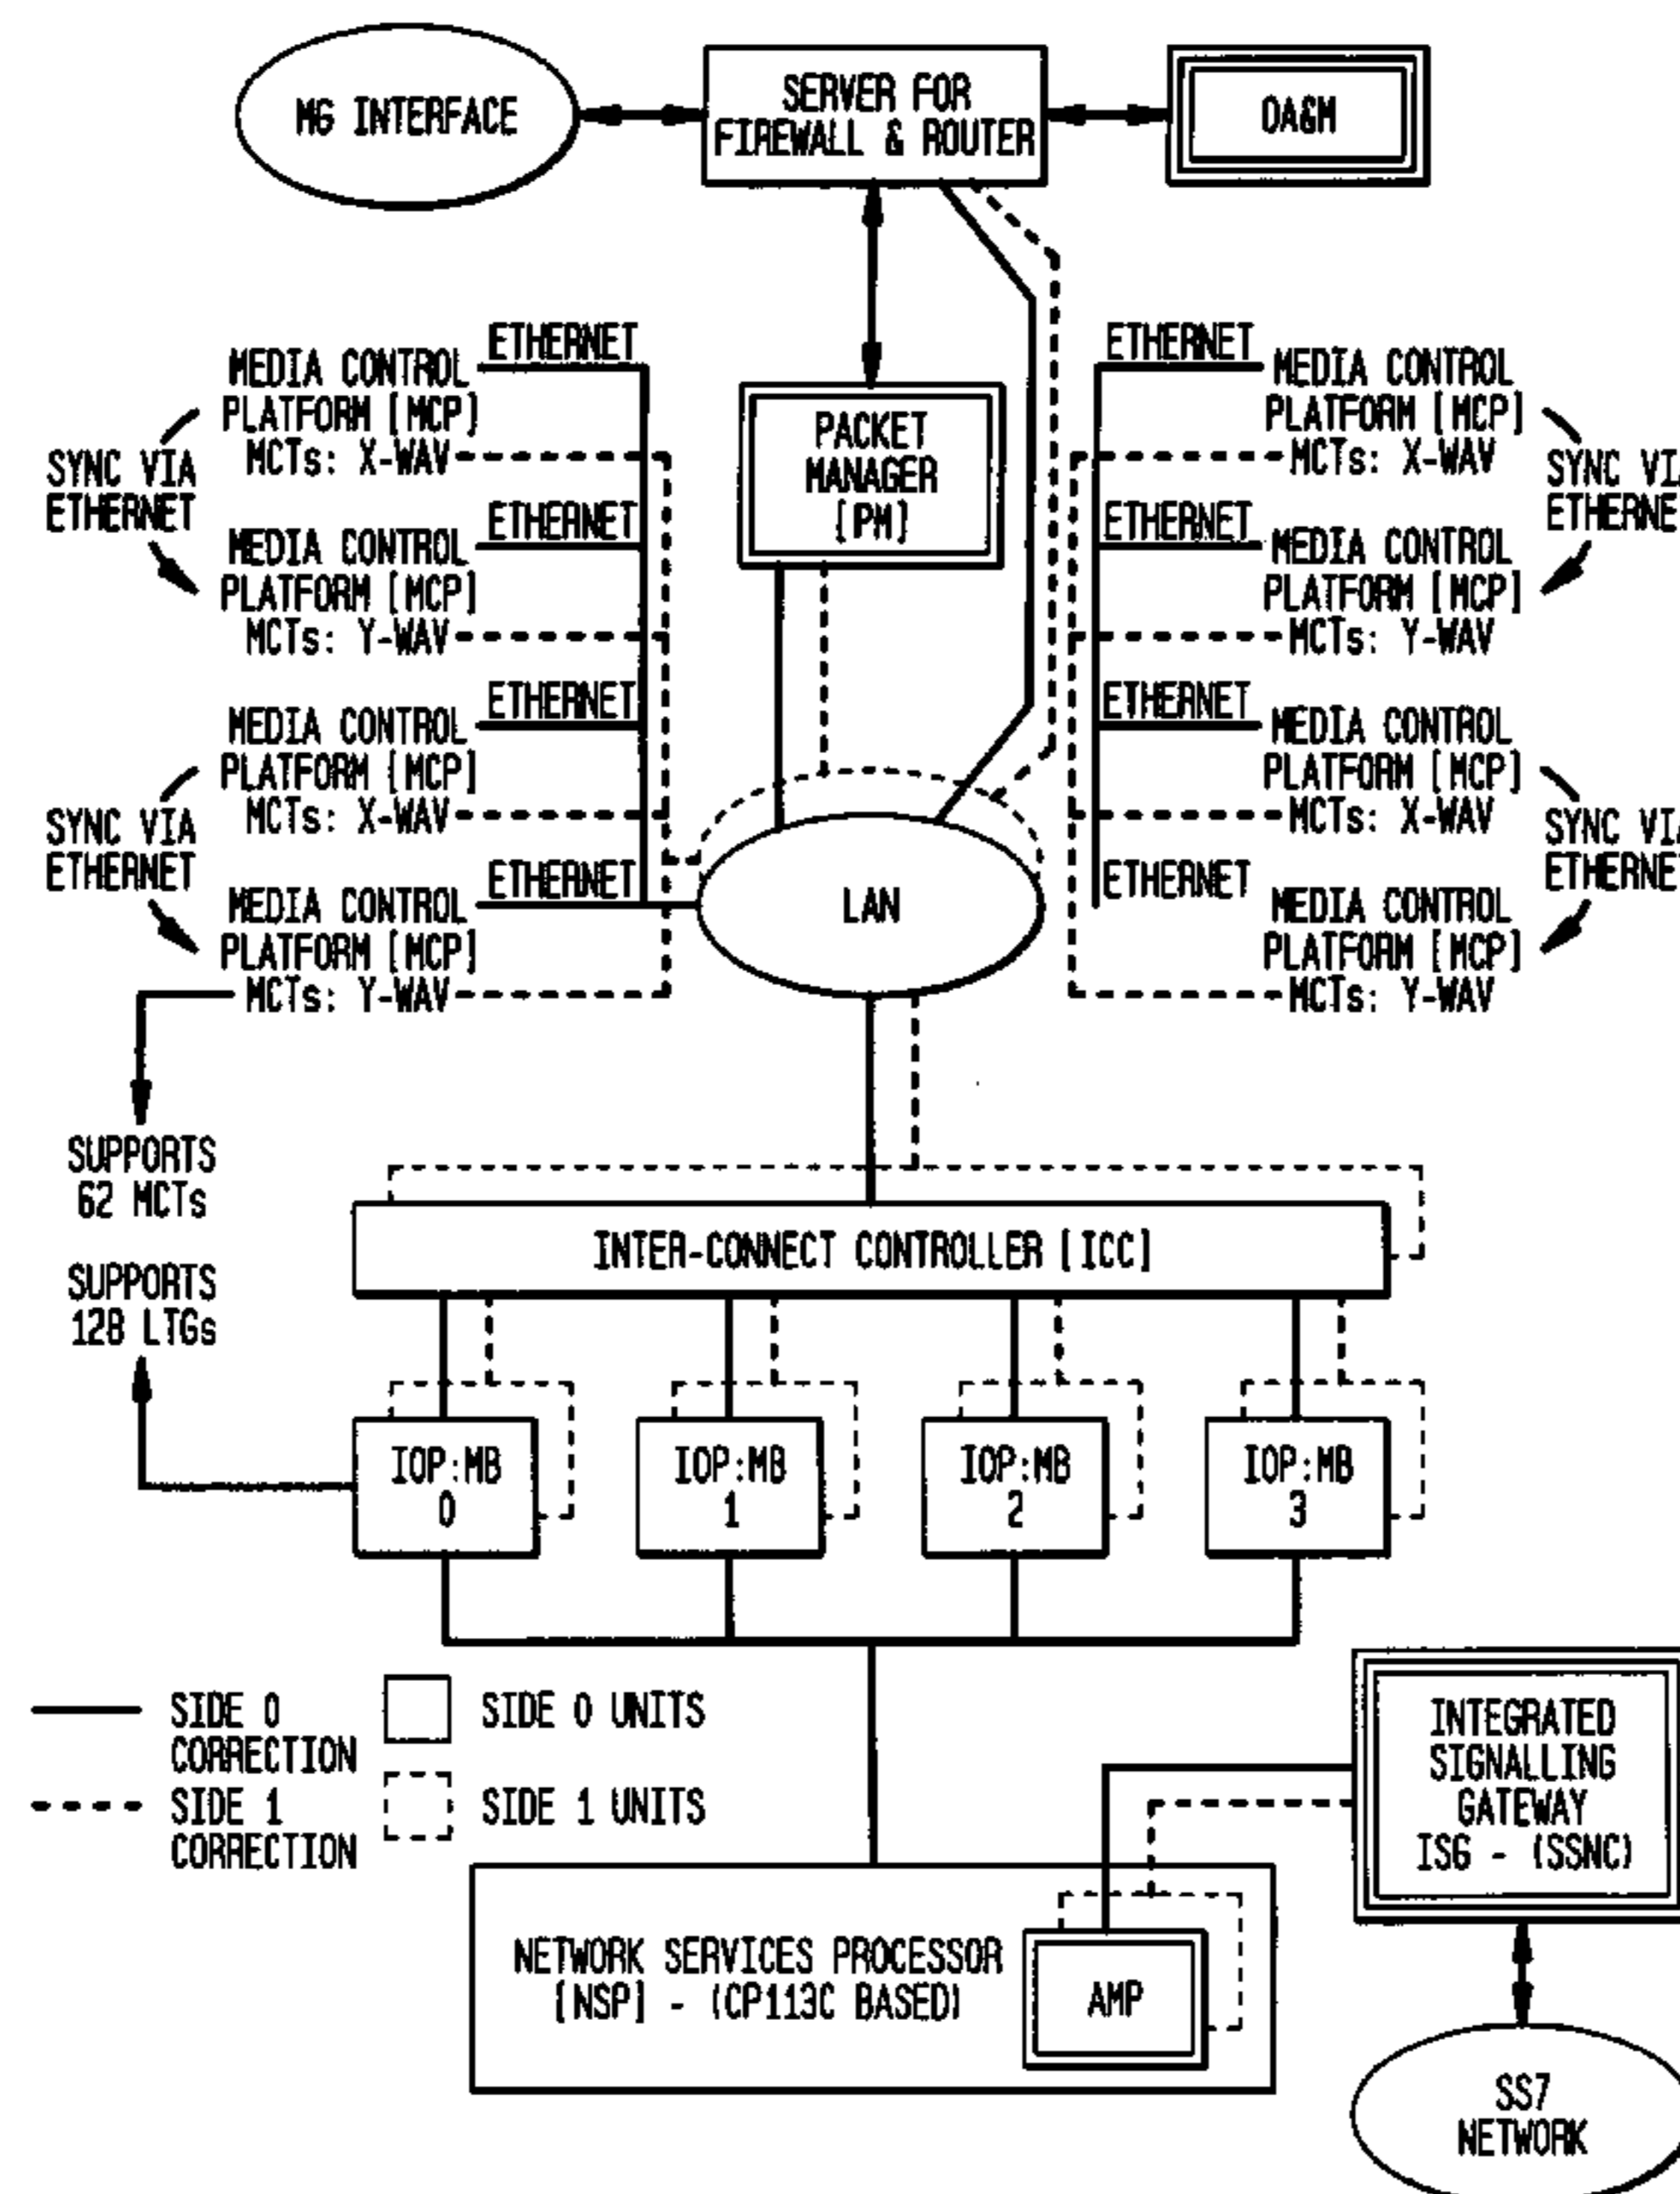 MG INTERFACE
SERVER FOR
FIREWALL & ROUTER
OA&M
ETHERNET
MEDIA CONTROL
PLATFORM [MCP]
MCTs: X-WAV
SYNC VIA
ETHERNET
ETHERNET
MEDIA CONTROL
PLATFORM [MCP]
MCTs: Y-WAV
ETHERNET
MEDIA CONTROL
PLATFORM [MCP]
MCTs: X-WAV
SYNC VIA
ETHERNET
ETHERNET
MEDIA CONTROL
PLATFORM [MCP]
MCTs: Y-WAV
PACKET
MANAGER
[PM]
LAN
ETHERNET
MEDIA CONTROL
PLATFORM [MCP]
MCTs: X-WAV
SYNC VIA
ETHERNE
ETHERNET
MEDIA CONTROL
PLATFORM [MCP]
MCTs: Y-WAV
ETHERNET
MEDIA CONTROL
PLATFORM [MCP]
MCTs: X-WAV
SYNC VIA
ETHERNE
ETHERNET
MEDIA CONTROL
PLATFORM [MCP]
MCTs: Y-WAV
SUPPORTS
62 MCTs
SUPPORTS
128 LTGs
INTER-CONNECT CONTROLLER [ICC]
IOP:MB
0
IOP:MB
1
IOP:MB
2
IOP:MB
3
SIDE 0
CORRECTION
SIDE 0 UNITS
SIDE 1
CORRECTION
SIDE 1 UNITS
INTEGRATED
SIGNALLING
GATEWAY
ISG - (SSNC)
NETWORK SERVICES PROCESSOR
[NSP] - (CP113C BASED)
AMP
SS7
NETWORK